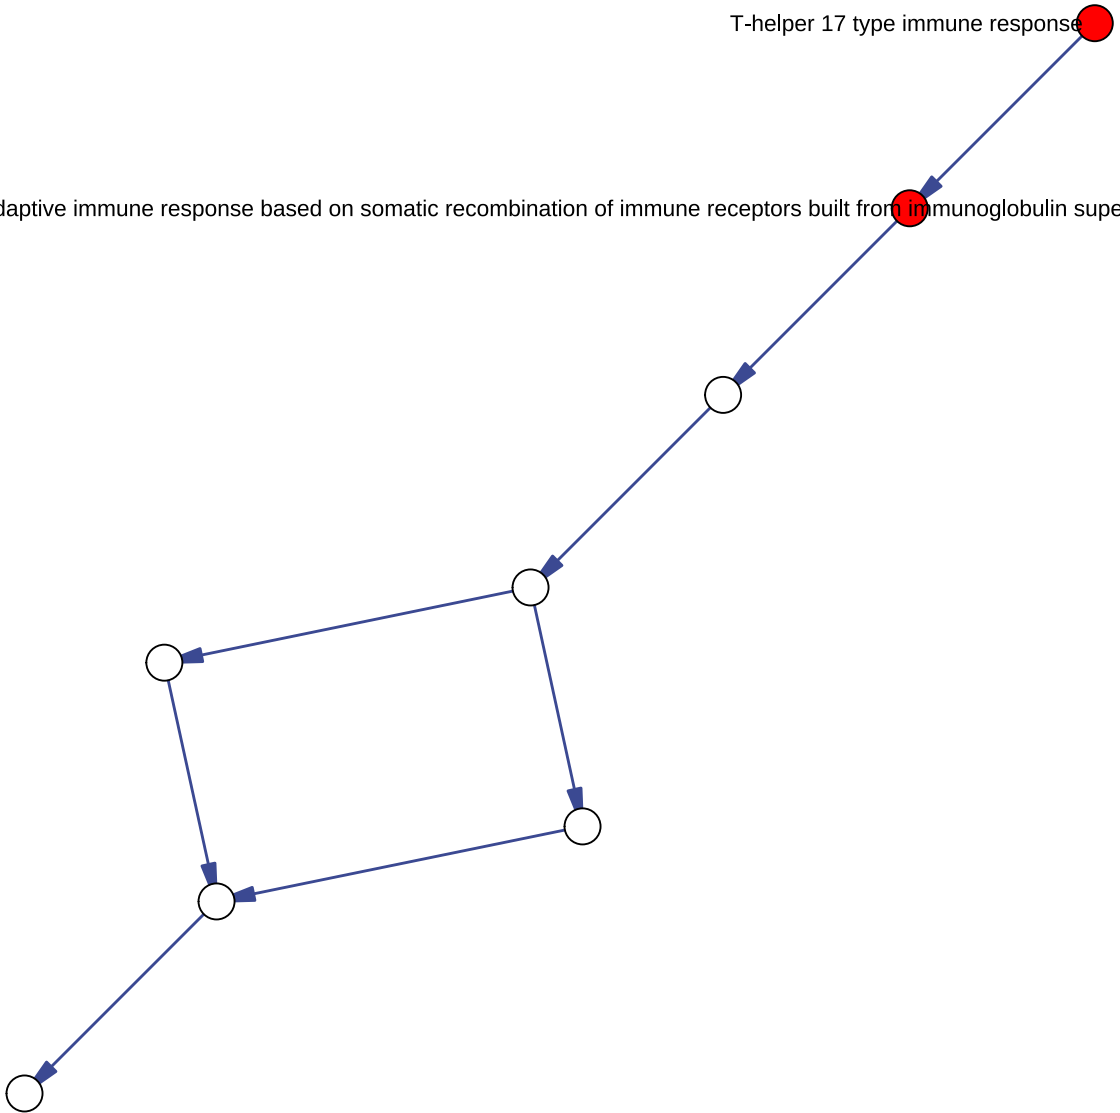 T-helper 17 type immune response
daptive immune response based on somatic recombination of immune receptors built from immunoglobulin supe